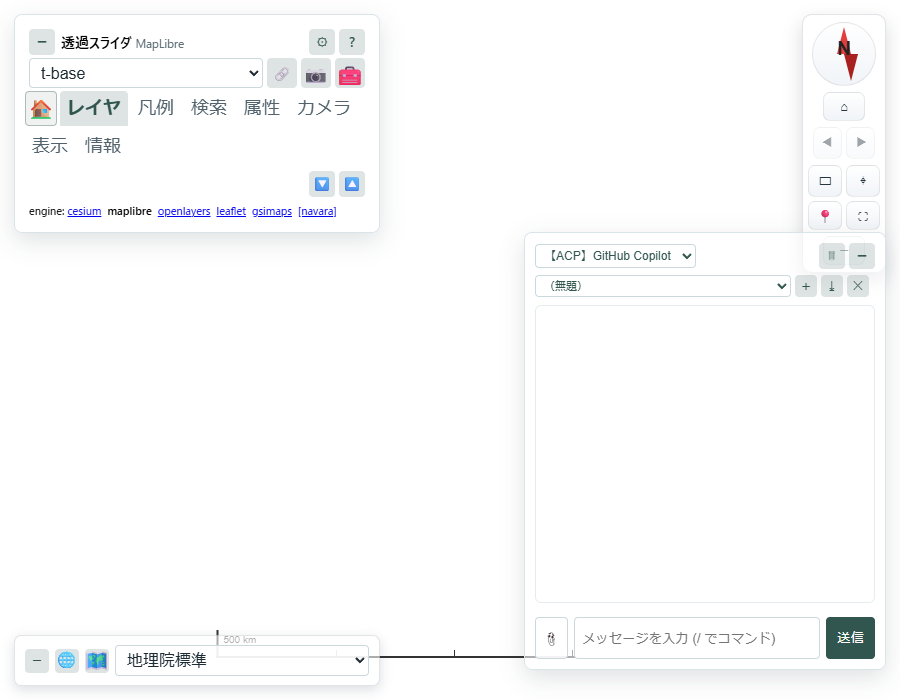 透過スライダ MapLibre
?
t-base
レイヤ 凡例 検索 属性 カメラ
表示 情報
engine: cesium maplibre openlayers leaflet gsimaps [navara]
N
【ACP】GitHub Copilot
（無題）
メッセージを入力 (/ でコマンド)
送信
500 km
地理院標準